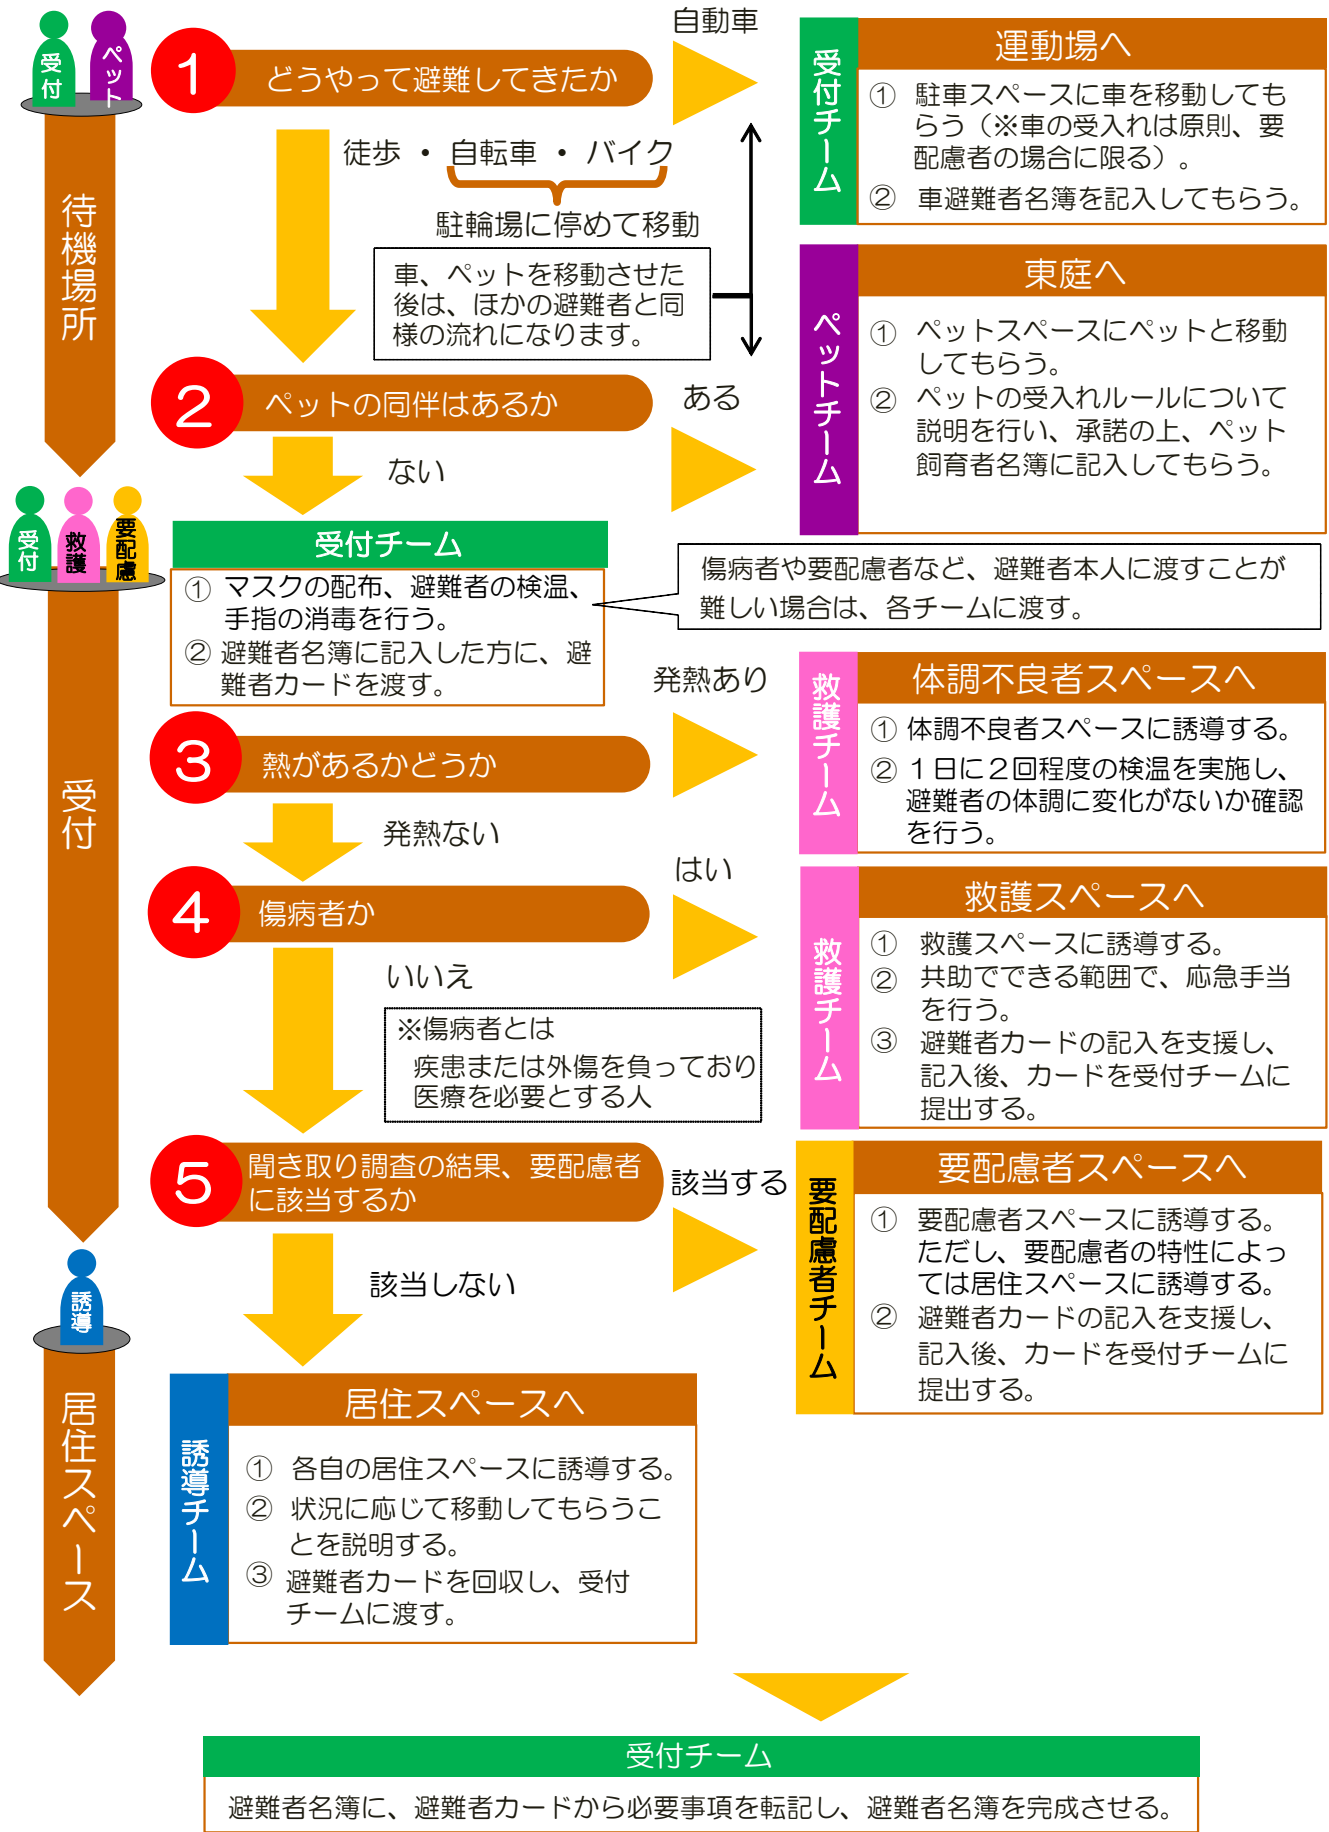 受付
ペット
待機場所
1
どうやって避難してきたか
自動車
受付チーム
運動場へ
① 駐車スペースに車を移動しても
らう（※車の受入れは原則、要
配慮者の場合に限る）。
② 車避難者名簿を記入してもらう。
徒歩 ・ 自転車 ・ バイク
駐輪場に停めて移動
車、ペットを移動させた
後は、ほかの避難者と同
様の流れになります。
2
ペットの同伴はあるか
ある
ペットチーム
東庭へ
① ペットスペースにペットと移動
してもらう。
② ペットの受入れルールについて
説明を行い、承諾の上、ペット
飼育者名簿に記入してもらう。
ない
受付
救護
要配慮
受付
受付チーム
① マスクの配布、避難者の検温、
手指の消毒を行う。
② 避難者名簿に記入した方に、避
難者カードを渡す。
傷病者や要配慮者など、避難者本人に渡すことが
難しい場合は、各チームに渡す。
3
熱があるかどうか
発熱あり
救護チーム
体調不良者スペースへ
① 体調不良者スペースに誘導する。
② １日に２回程度の検温を実施し、
避難者の体調に変化がないか確認
を行う。
発熱ない
4
傷病者か
はい
救護チーム
救護スペースへ
① 救護スペースに誘導する。
② 共助でできる範囲で、応急手当
を行う。
③ 避難者カードの記入を支援し、
記入後、カードを受付チームに
提出する。
いいえ
※傷病者とは
疾患または外傷を負っており
医療を必要とする人
5
聞き取り調査の結果、要配慮者
に該当するか
該当する
要配慮者チーム
要配慮者スペースへ
① 要配慮者スペースに誘導する。
ただし、要配慮者の特性によっ
ては居住スペースに誘導する。
② 避難者カードの記入を支援し、
記入後、カードを受付チームに
提出する。
該当しない
誘導
居住スペース
誘導チーム
居住スペースへ
① 各自の居住スペースに誘導する。
② 状況に応じて移動してもらうこ
とを説明する。
③ 避難者カードを回収し、受付
チームに渡す。
受付チーム
避難者名簿に、避難者カードから必要事項を転記し、避難者名簿を完成させる。